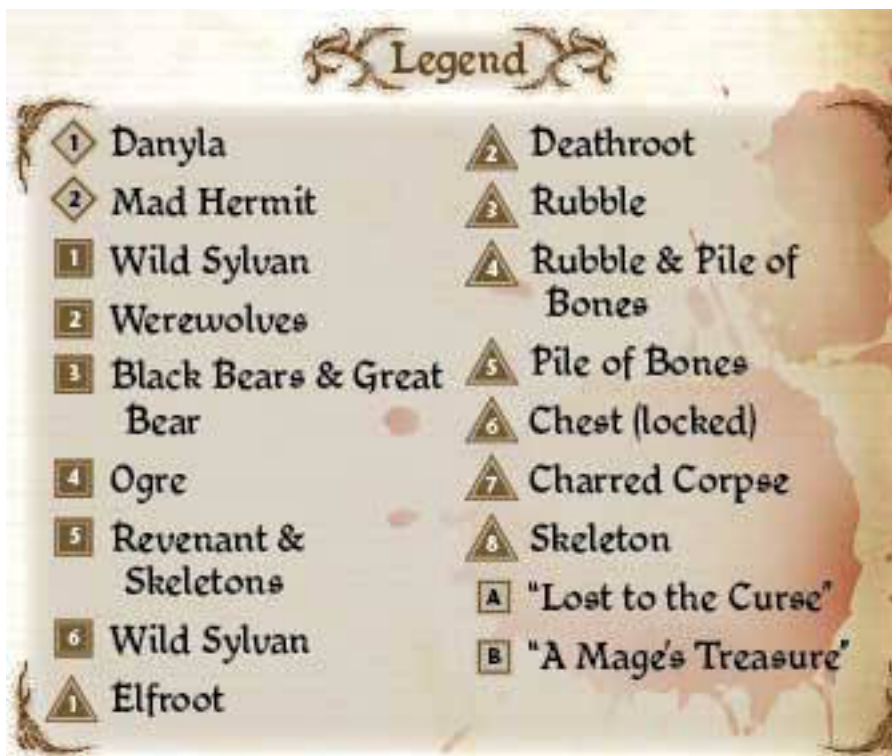 Legend
1 Danyla
2 Mad Hermit
1 Wild Sylvan
2 Werewolves
3 Black Bears & Great
Bear
4 Ogre
5 Revenant &
Skeletons
6 Wild Sylvan
1 Elfroot
2 Deathroot
3 Rubble
4 Rubble & Pile of
Bones
5 Pile of Bones
6 Chest (locked)
7 Charred Corpse
8 Skeleton
A “Lost to the Curse”
B “A Mage's Treasure”